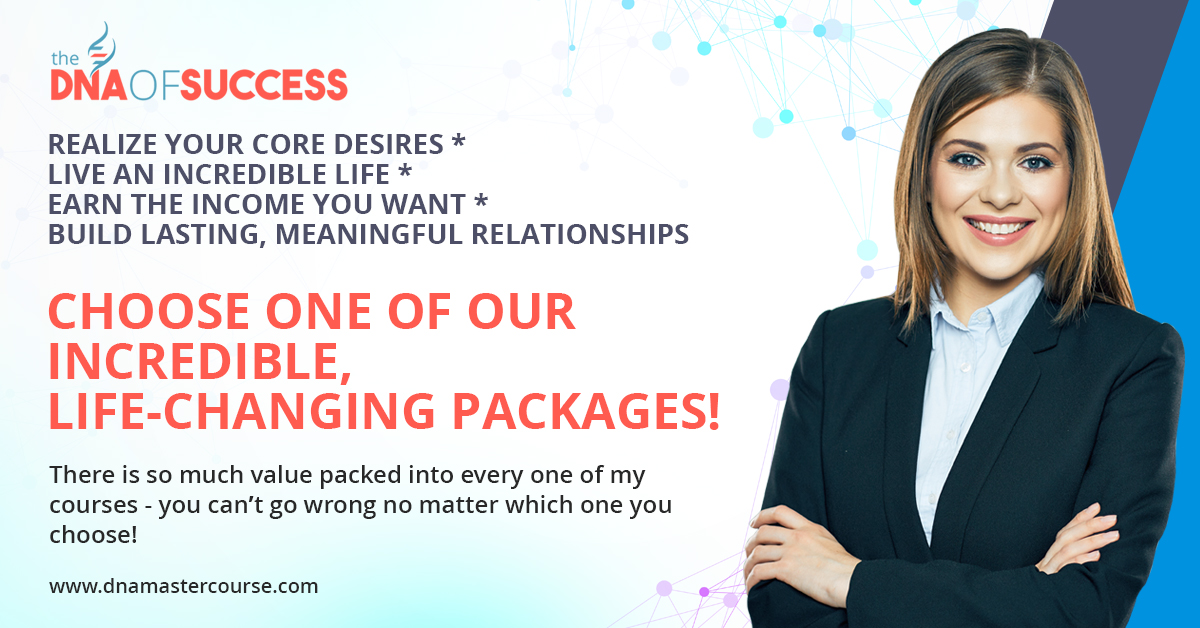 the
DNAOFSUCCESS
REALIZE YOUR CORE DESIRES *
LIVE AN INCREDIBLE LIFE *
EARN THE INCOME YOU WANT *
BUILD LASTING, MEANINGFUL RELATIONSHIPS
CHOOSE ONE OF OUR
INCREDIBLE,
LIFE-CHANGING PACKAGES!
There is so much value packed into every one of my
courses - you can’t go wrong no matter which one you
choose!
www.dnamastercourse.com